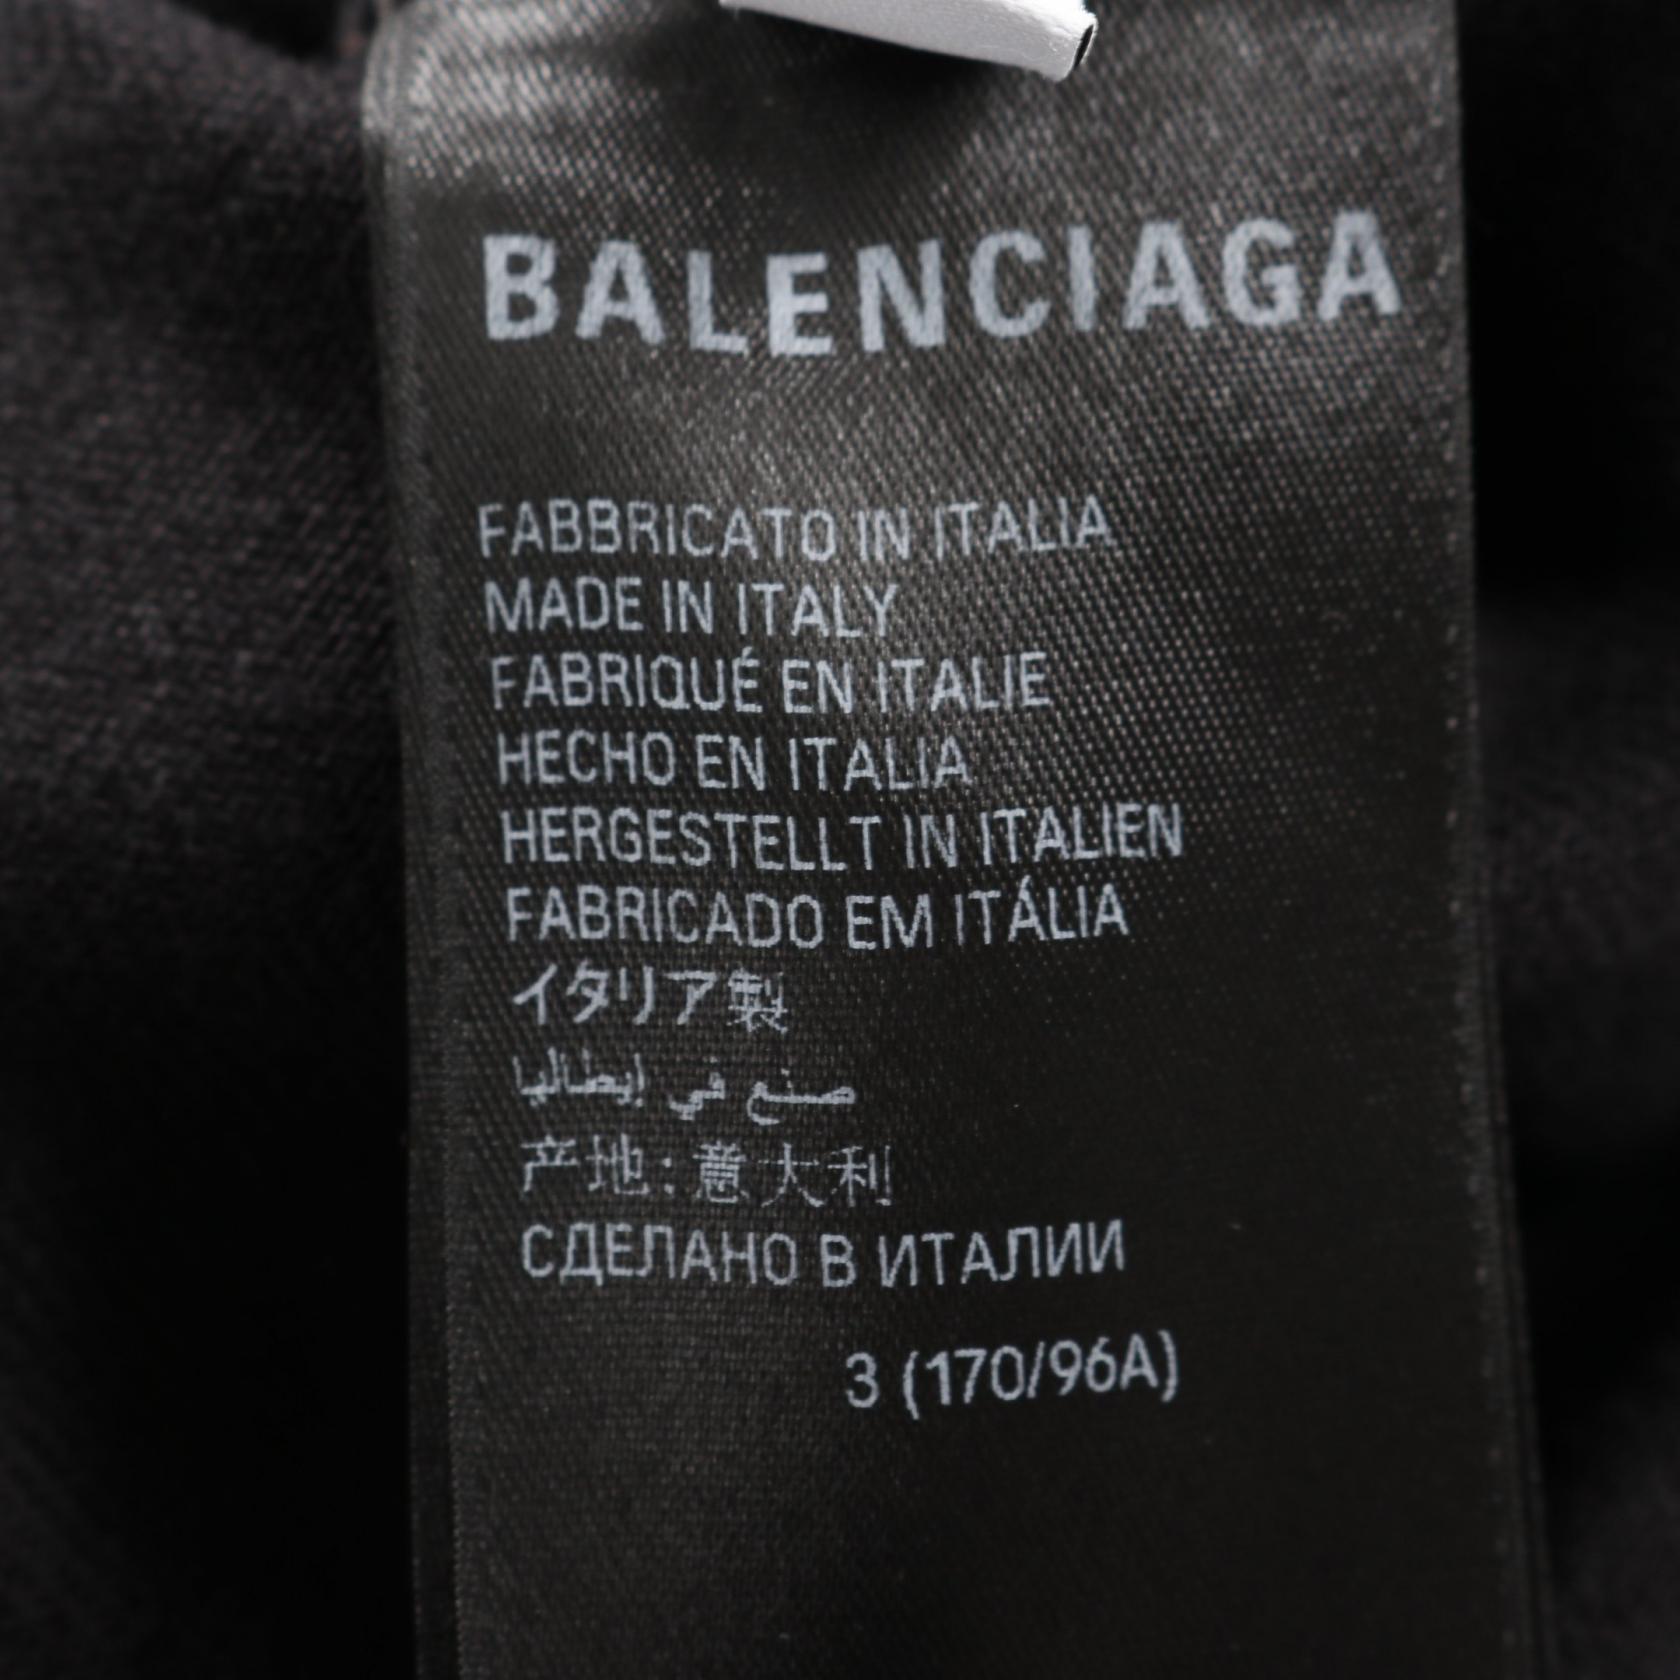 BALENCIAGA
FABBRICATO IN ITALIA
MADE IN ITALY
FABRIQUÉ EN ITALIE
HECHO EN ITALIA
HERGESTELLT IN ITALIEN
FABRICADO EM ITÁLIA
イタリア製
صنع في إيطاليا
产地: 意大利
СДЕЛАНО В ИТАЛИИ
3 (170/96A)